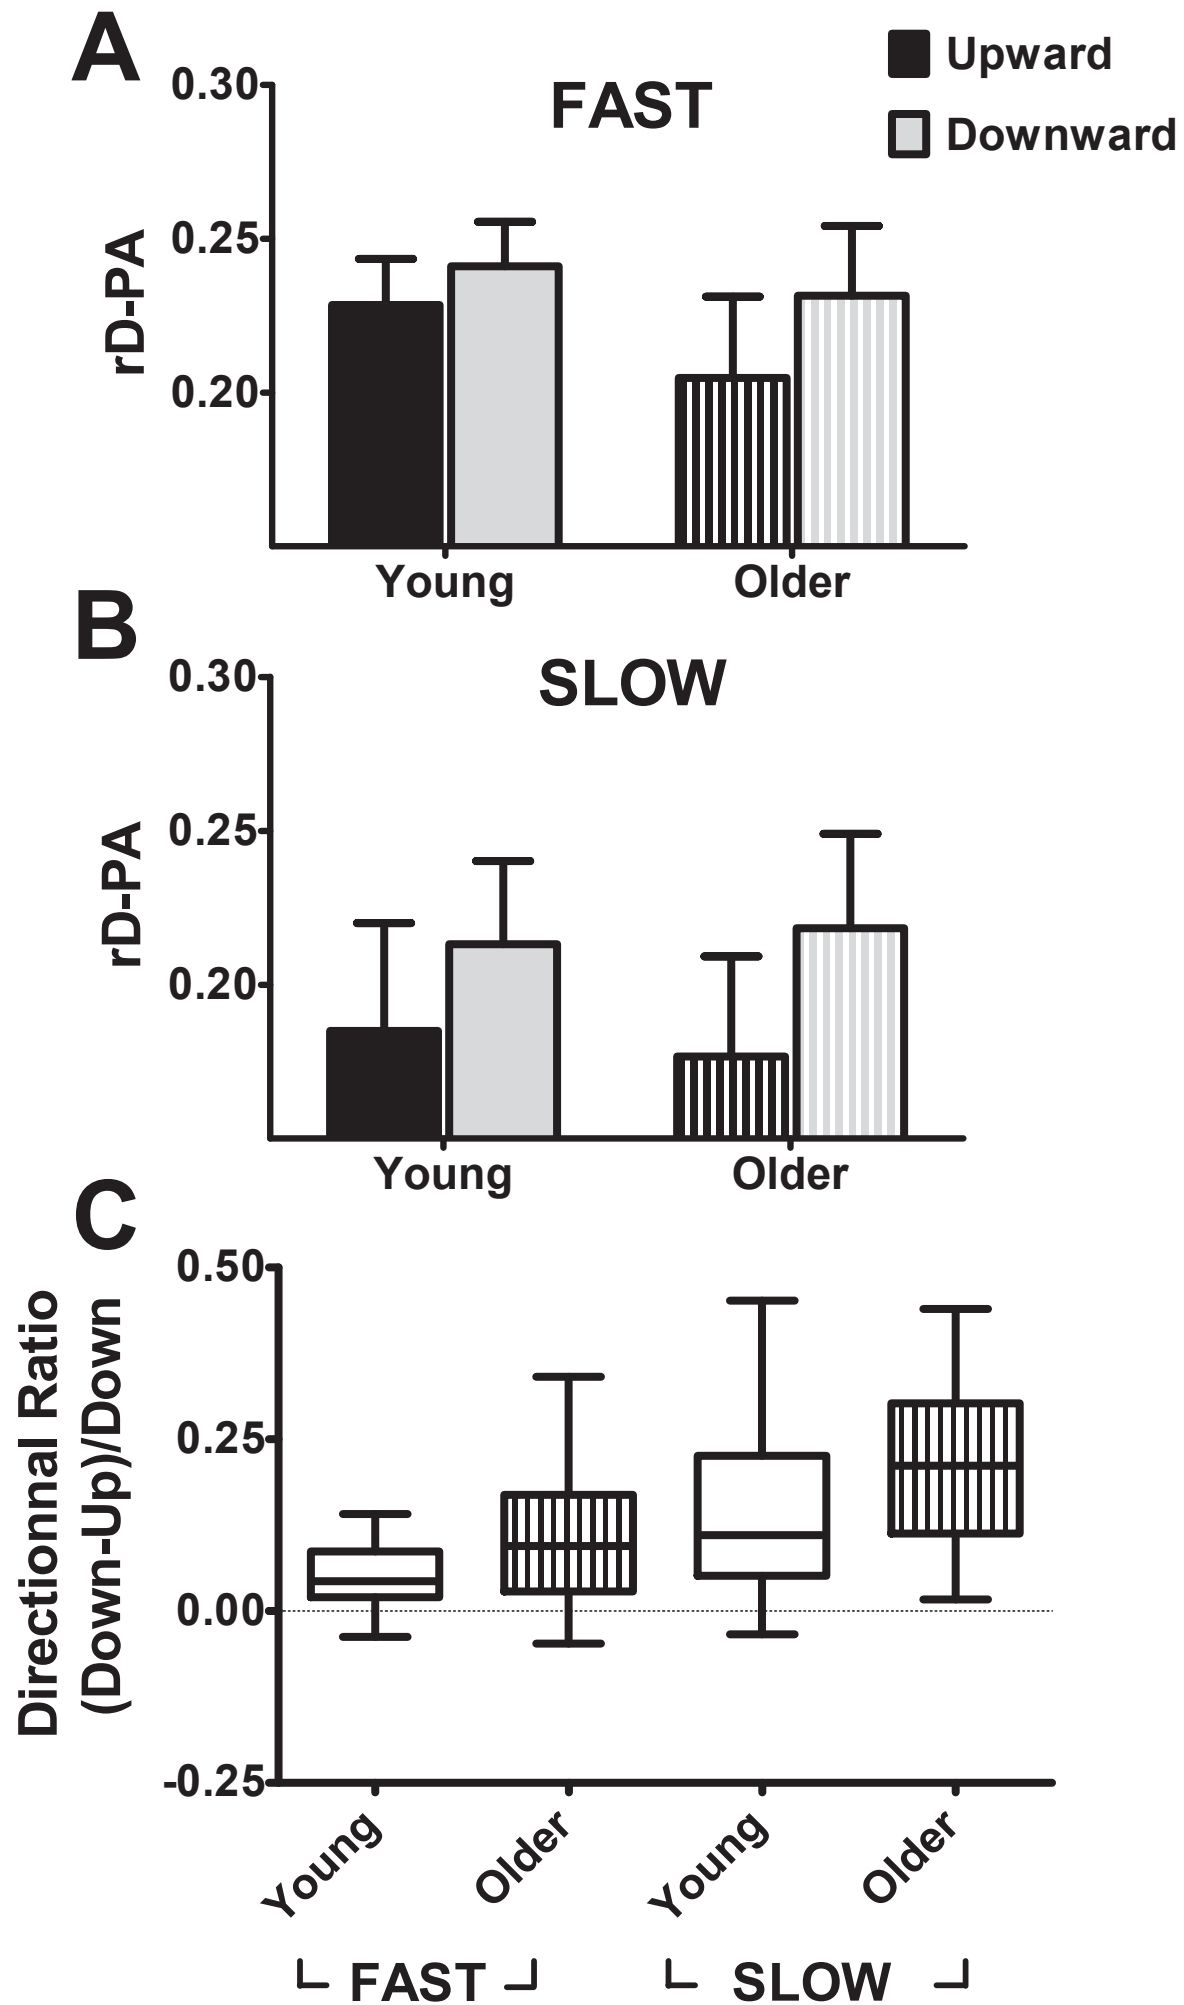 A
Upward
Downward
FAST
0.30
0.25
0.20
rD-PA
Young Older
B
SLOW
0.30
0.25
0.20
rD-PA
Young Older
C
0.50
0.25
0.00
-0.25
Directionnal Ratio
(Down-Up)/Down
Young Older Young Older
FAST SLOW